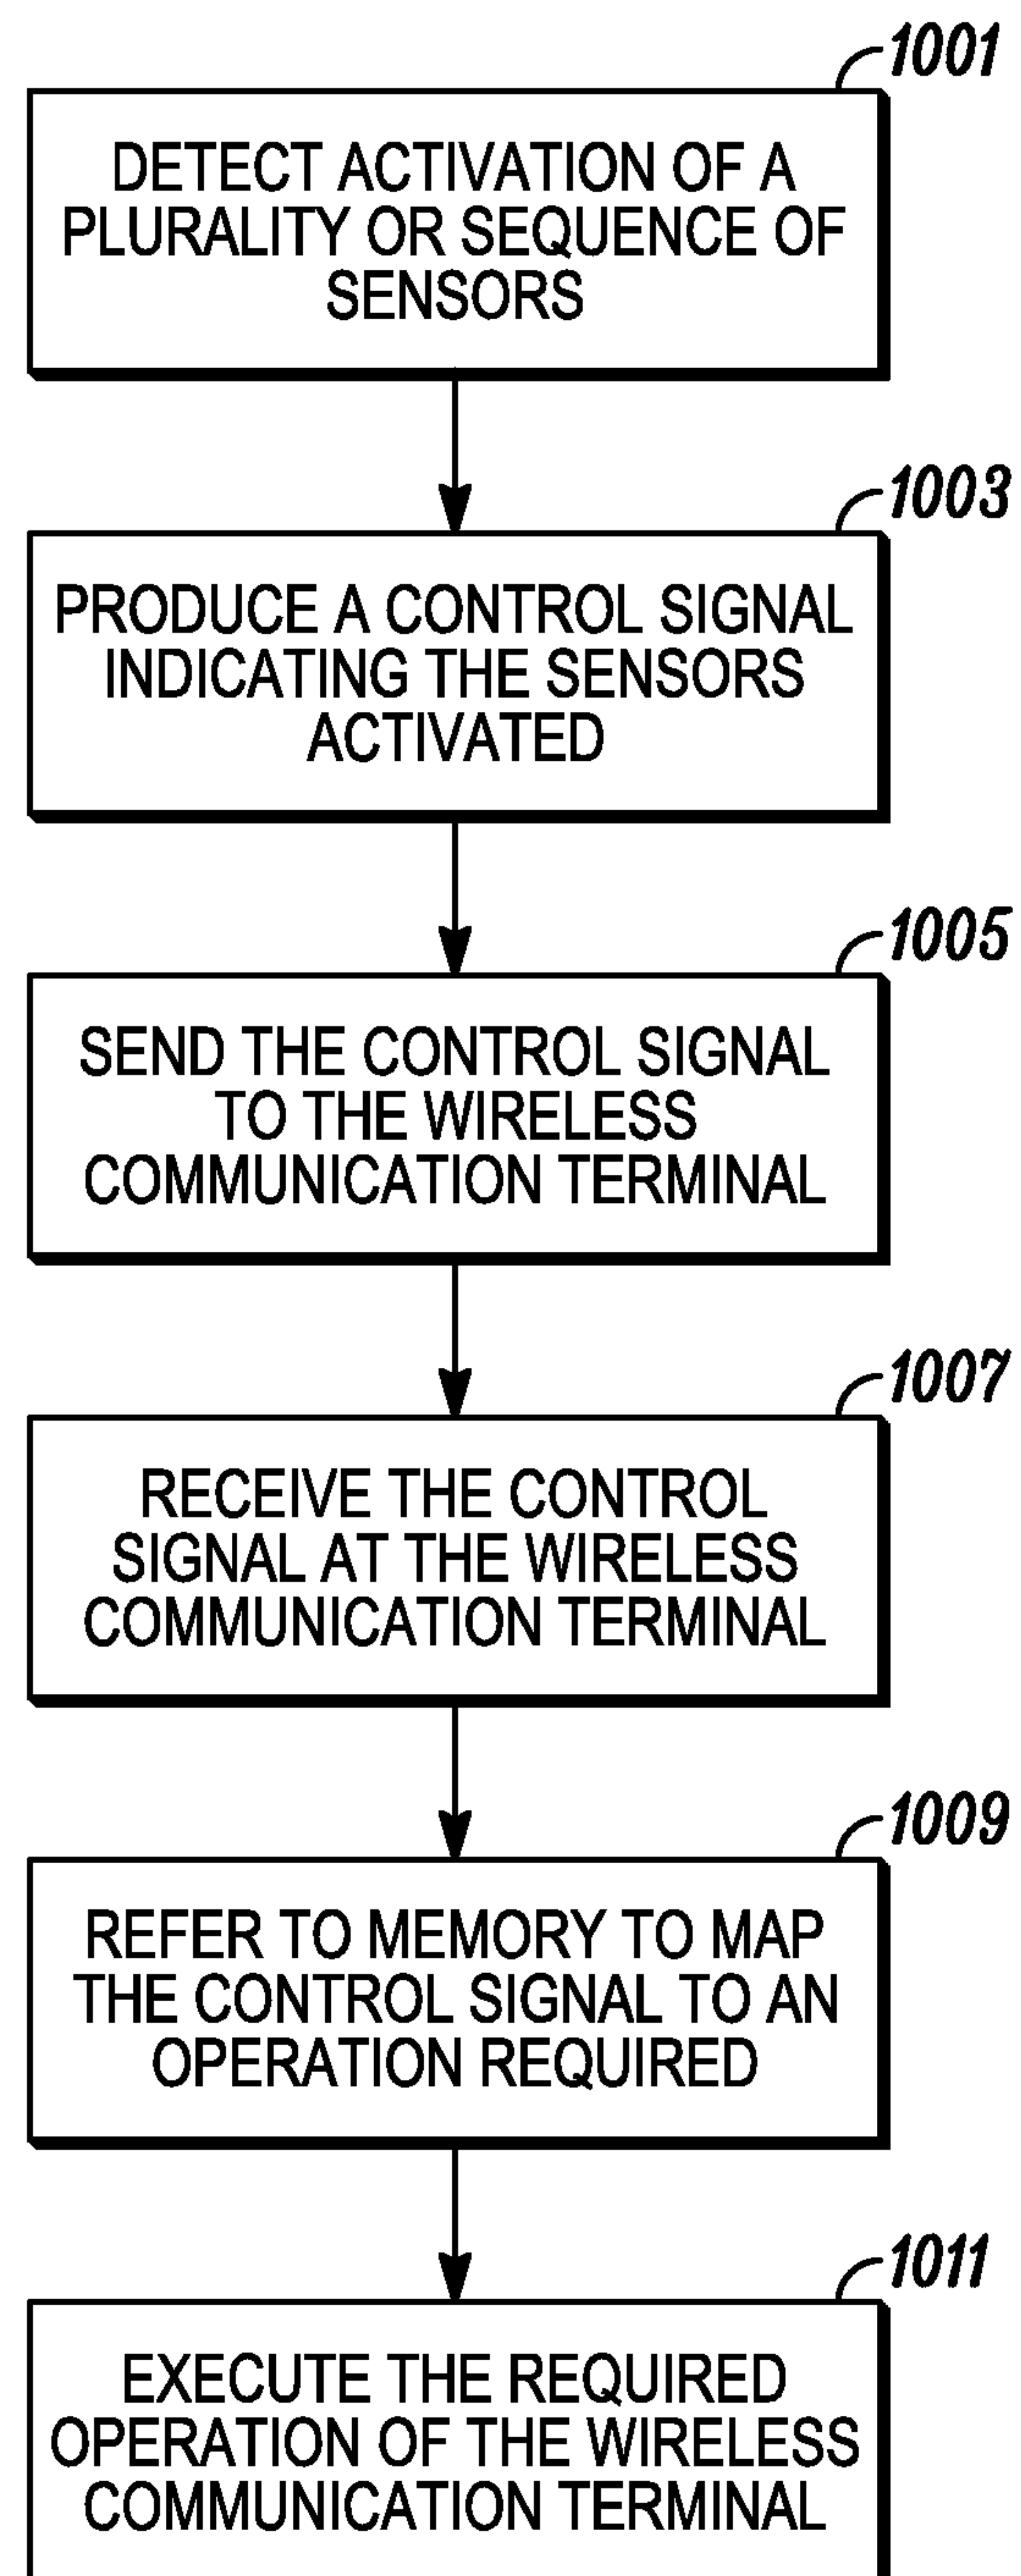 1001
DETECT ACTIVATION OF A
PLURALITY OR SEQUENCE OF
SENSORS
1003
PRODUCE A CONTROL SIGNAL
INDICATING THE SENSORS
ACTIVATED
1005
SEND THE CONTROL SIGNAL
TO THE WIRELESS
COMMUNICATION TERMINAL
1007
RECEIVE THE CONTROL
SIGNAL AT THE WIRELESS
COMMUNICATION TERMINAL
1009
REFER TO MEMORY TO MAP
THE CONTROL SIGNAL TO AN
OPERATION REQUIRED
1011
EXECUTE THE REQUIRED
OPERATION OF THE WIRELESS
COMMUNICATION TERMINAL